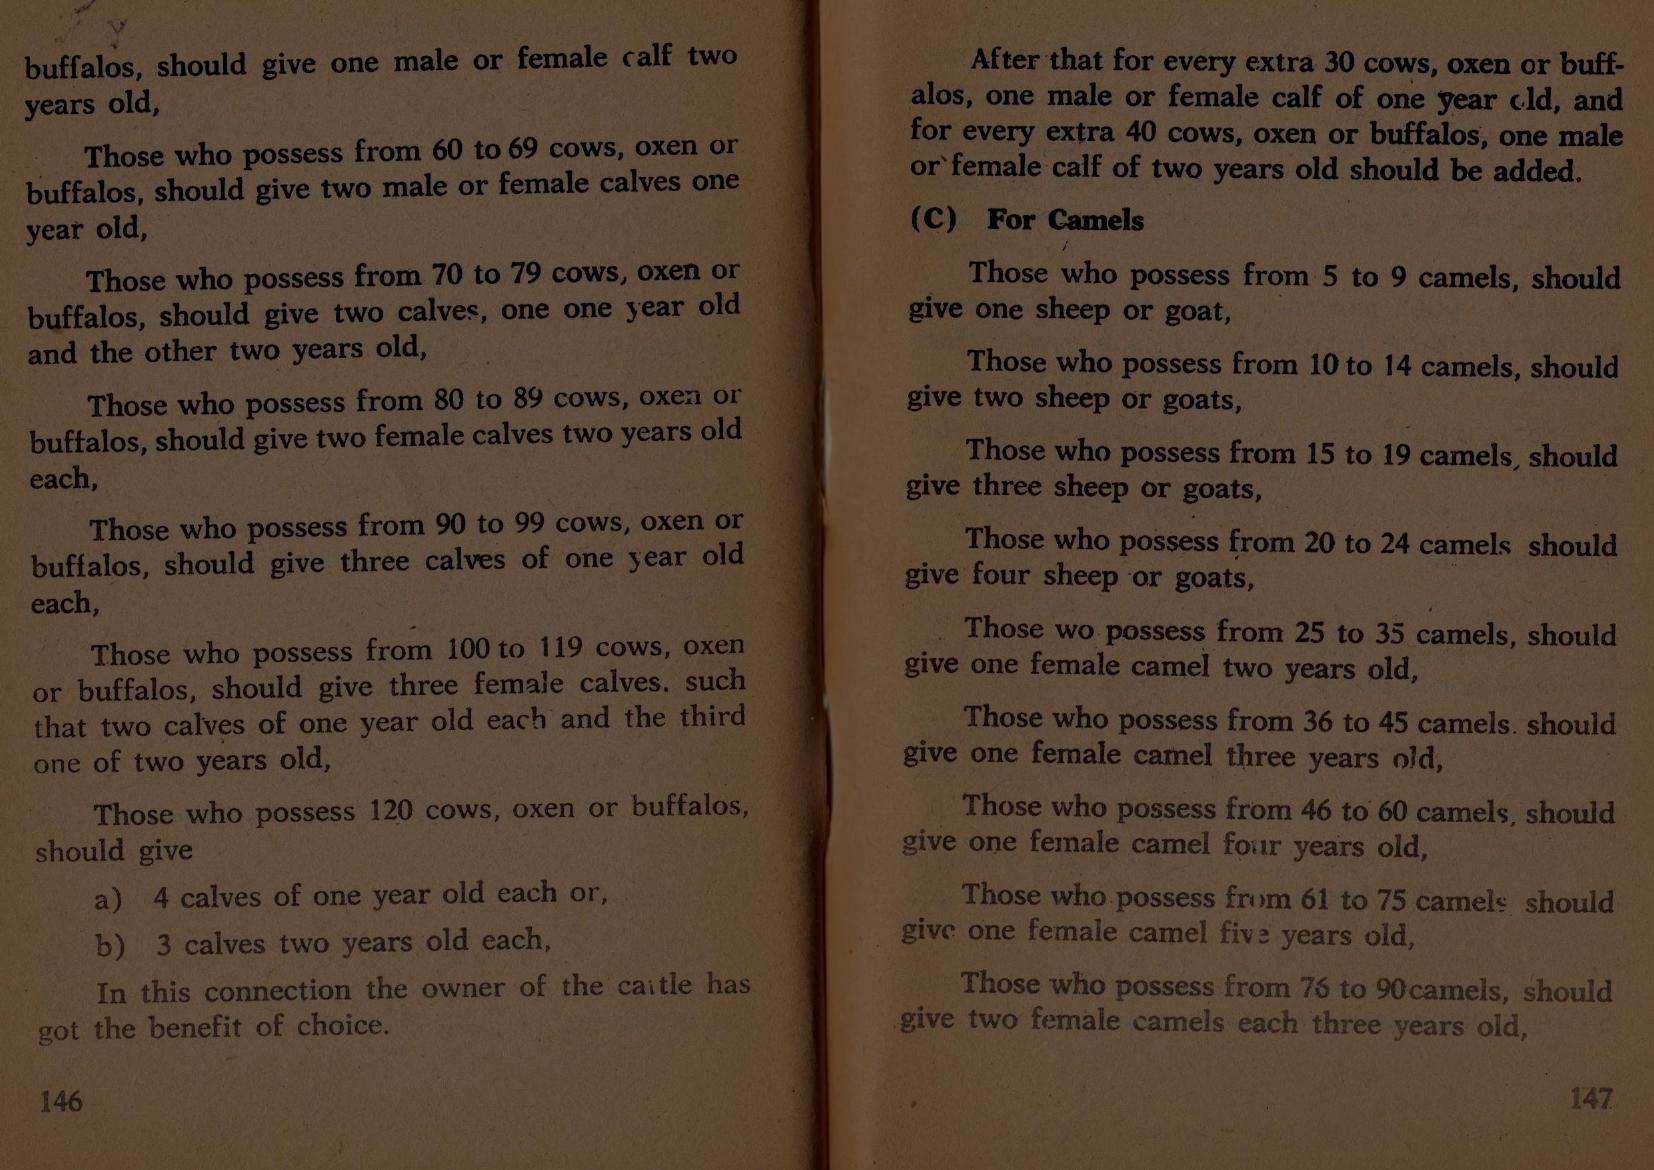 buffalos, should give one male or female calf two
years old,
Those who possess from 60 to 69 cows, oxen or
buffalos, should give two male or female calves one
year old,
Those who possess from 70 to 79 cows, oxen or
buffalos, should give two calves, one one year old
and the other two years old,
Those who possess from 80 to 89 cows, oxen or
buffalos, should give two female calves two years old
each,
Those who possess from 90 to 99 cows, oxen or
buffalos, should give three calves of one year old
each,
Those who possess from 100 to 119 cows, oxen
or buffalos, should give three female calves. such
that two calves of one year old each and the third
one of two years old,
Those who possess 120 cows, oxen or buffalos,
should give
a) 4 calves of one year old each or,
b) 3 calves two years old each,
In this connection the owner of the cattle has
got the benefit of choice.
146
After that for every extra 30 cows, oxen or buff-
alos, one male or female calf of one year old, and
for every extra 40 cows, oxen or buffalos, one male
or female calf of two years old should be added.
(C) For Camels
Those who possess from 5 to 9 camels, should
give one sheep or goat,
Those who possess from 10 to 14 camels, should
give two sheep or goats,
Those who possess from 15 to 19 camels, should
give three sheep or goats,
Those who possess from 20 to 24 camels should
give four sheep or goats,
Those wo possess from 25 to 35 camels, should
give one female camel two years old,
Those who possess from 36 to 45 camels. should
give one female camel three years old,
Those who possess from 46 to 60 camels, should
give one female camel four years old,
Those who possess from 61 to 75 camels should
give one female camel five years old,
Those who possess from 76 to 90 camels, should
give two female camels each three years old,
147